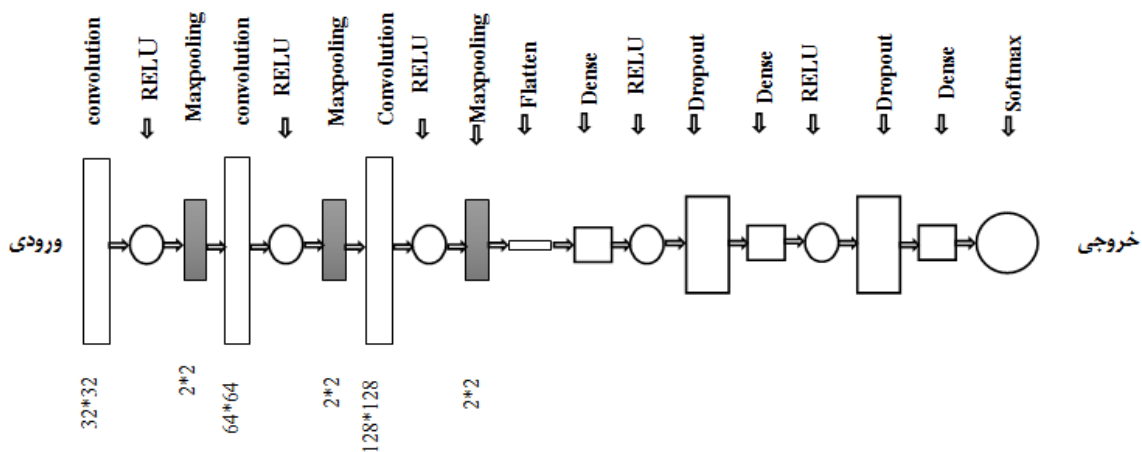 convolution
RELU
Maxpooling
convolution
RELU
Maxpooling
Convolution
RELU
Maxpooling
Flatten
Dense
RELU
Dropout
Dense
RELU
Dropout
Dense
Softmax
ورودی
خروجی
32*32
2*2
64*64
2*2
128*128
2*2